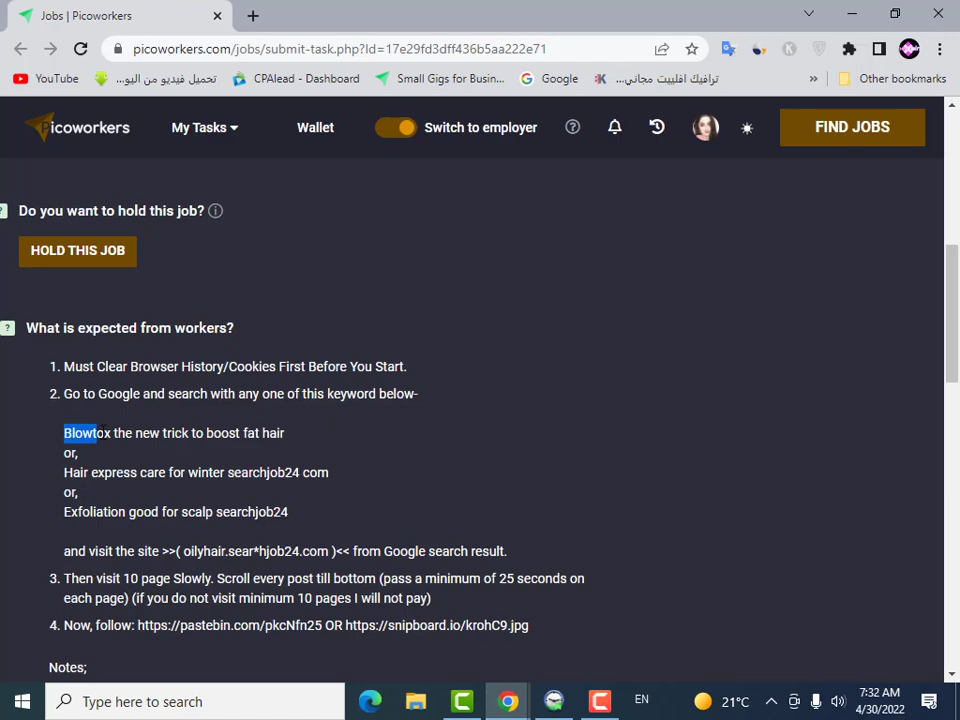 Jobs | Picoworkers
picoworkers.com/jobs/submit-task.php?Id=17e29fd3dff436b5aa222e71
YouTube
تحميل فيديو من اليو...
CPAlead - Dashboard
Small Gigs for Busin...
Google
ترافيك افلييت مجاني...
Other bookmarks
Picoworkers
My Tasks
Wallet
Switch to employer
FIND JOBS
Do you want to hold this job?
HOLD THIS JOB
What is expected from workers?
1. Must Clear Browser History/Cookies First Before You Start.
2. Go to Google and search with any one of this keyword below-
Blowtox the new trick to boost fat hair
or,
Hair express care for winter searchjob24 com
or,
Exfoliation good for scalp searchjob24
and visit the site >>( oilyhair.sear*hjob24.com )<< from Google search result.
3. Then visit 10 page Slowly. Scroll every post till bottom (pass a minimum of 25 seconds on
each page) (if you do not visit minimum 10 pages I will not pay)
4. Now, follow: https://pastebin.com/pkcNfn25 OR https://snipboard.io/krohC9.jpg
Notes;
Type here to search
21°C
EN
7:32 AM
4/30/2022